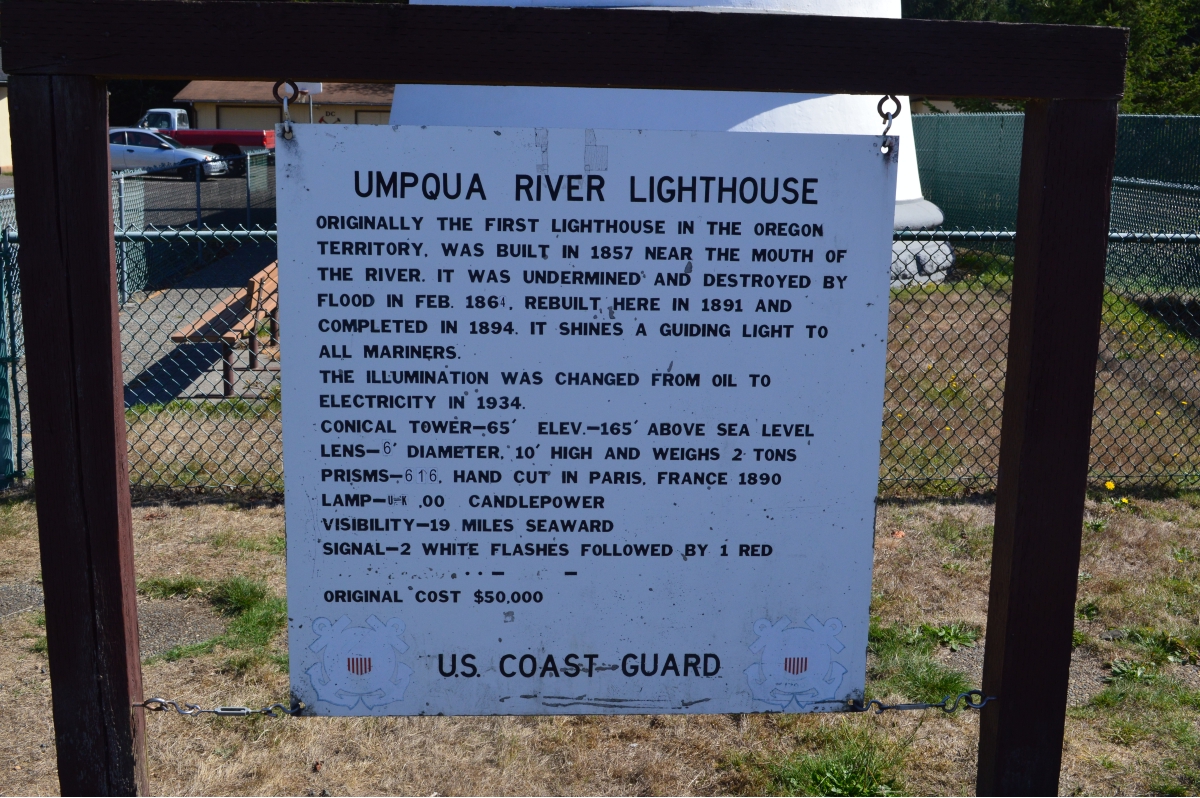 UMPQUA RIVER LIGHTHOUSE
ORIGINALLY THE FIRST LIGHTHOUSE IN THE OREGON
TERRITORY, WAS BUILT IN 1857 NEAR THE MOUTH OF
THE RIVER. IT WAS UNDERMINED AND DESTROYED BY
FLOOD IN FEB. 1864, REBUILT HERE IN 1891 AND
COMPLETED IN 1894. IT SHINES A GUIDING LIGHT TO
ALL MARINERS.
THE ILLUMINATION WAS CHANGED FROM OIL TO
ELECTRICITY IN 1934.
CONICAL TOWER-65' ELEV.-165' ABOVE SEA LEVEL
LENS-6' DIAMETER, 10' HIGH AND WEIGHS 2 TONS
PRISMS-616, HAND CUT IN PARIS, FRANCE 1890
LAMP- ,00 CANDLEPOWER
VISIBILITY-19 MILES SEAWARD
SIGNAL-2 WHITE FLASHES FOLLOWED BY 1 RED
ORIGINAL COST $50,000
U.S. COAST GUARD